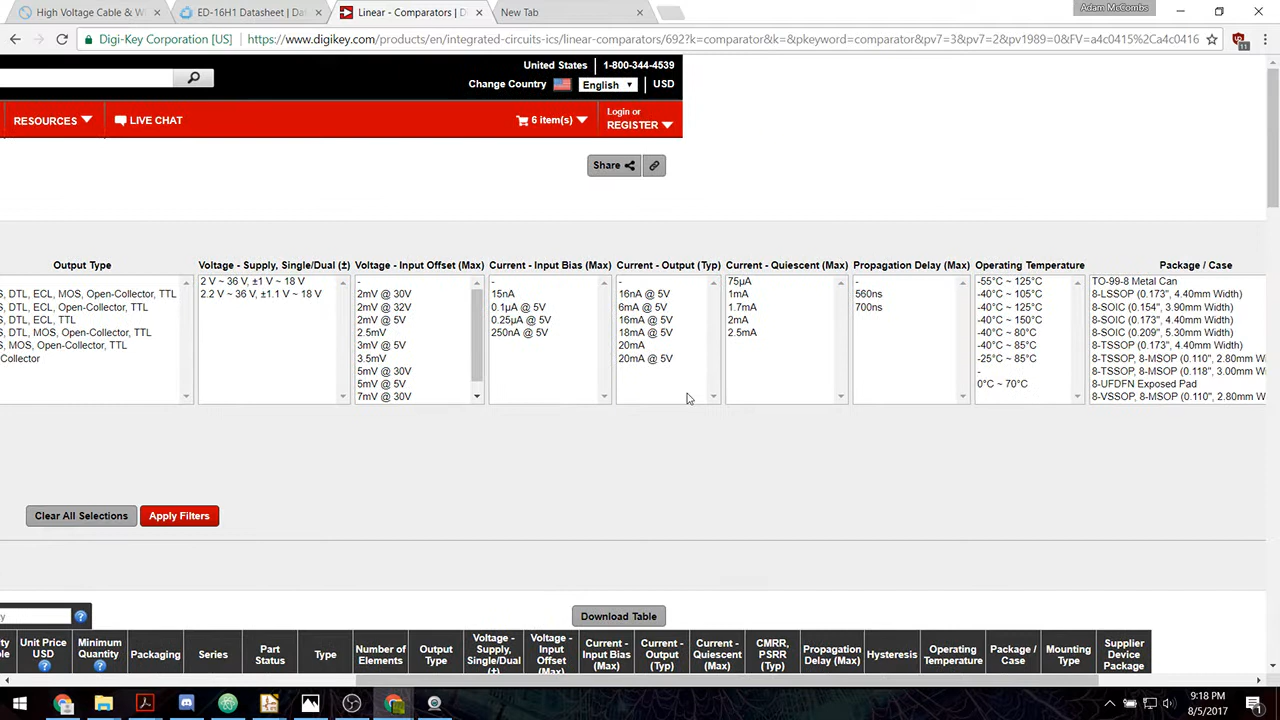 High Voltage Cable & W
ED-16H1 Datasheet | Da
Linear - Comparators | D
New Tab
Adam McCombs
Digi-Key Corporation [US]
https://www.digikey.com/products/en/integrated-circuits-ics/linear-comparators/692?k=comparator&k=&pkeyword=comparator&pv7=3&pv7=2&pv1989=0&FV=a4c0415%2Ca4c0416
11
United States
1-800-344-4539
Change Country
English
USD
RESOURCES
LIVE CHAT
6 item(s)
Login or
REGISTER
Share
Output Type
S, DTL, ECL, MOS, Open-Collector, TTL
S, DTL, ECL, Open-Collector, TTL
S, DTL, ECL, TTL
S, DTL, MOS, Open-Collector, TTL
MOS, Open-Collector, TTL
Collector
Voltage - Supply, Single/Dual (±)
2 V ~ 36 V, ±1 V ~ 18 V
2.2 V ~ 36 V, ±1.1 V ~ 18 V
Voltage - Input Offset (Max)
-
2mV @ 30V
2mV @ 32V
2mV @ 5V
2.5mV
3mV @ 5V
3.5mV
5mV @ 30V
5mV @ 5V
7mV @ 30V
Current - Input Bias (Max)
-
15nA
0.1µA @ 5V
0.25µA @ 5V
250nA @ 5V
Current - Output (Typ)
-
16nA @ 5V
6mA @ 5V
16mA @ 5V
18mA @ 5V
20mA
20mA @ 5V
Current - Quiescent (Max)
75µA
1mA
1.7mA
2mA
2.5mA
Propagation Delay (Max)
-
560ns
700ns
Operating Temperature
-55°C ~ 125°C
-40°C ~ 105°C
-40°C ~ 125°C
-40°C ~ 150°C
-40°C ~ 80°C
-40°C ~ 85°C
-25°C ~ 85°C
-
0°C ~ 70°C
Package / Case
TO-99-8 Metal Can
8-LSSOP (0.173", 4.40mm Width)
8-SOIC (0.154", 3.90mm Width)
8-SOIC (0.173", 4.40mm Width)
8-SOIC (0.209", 5.30mm Width)
8-TSSOP (0.173", 4.40mm Width)
8-TSSOP, 8-MSOP (0.110", 2.80mm Wid
8-TSSOP, 8-MSOP (0.118", 3.00mm Wid
8-UFDFN Exposed Pad
8-VSSOP, 8-MSOP (0.110", 2.80mm W
Clear All Selections
Apply Filters
y
?
Download Table
ty
le
Unit Price
USD
?
Minimum
Quantity
?
Packaging
Series
Part
Status
Type
Number of
Elements
Output
Type
Voltage -
Supply,
Single/Dual
(±)
Voltage -
Input
Offset
(Max)
Current -
Input Bias
(Max)
Current -
Output
(Typ)
Current -
Quiescent
(Max)
CMRR,
PSRR
(Typ)
Propagation
Delay (Max)
Hysteresis
Operating
Temperature
Package /
Case
Mounting
Type
Supplier
Device
Package
9:18 PM
8/5/2017
1